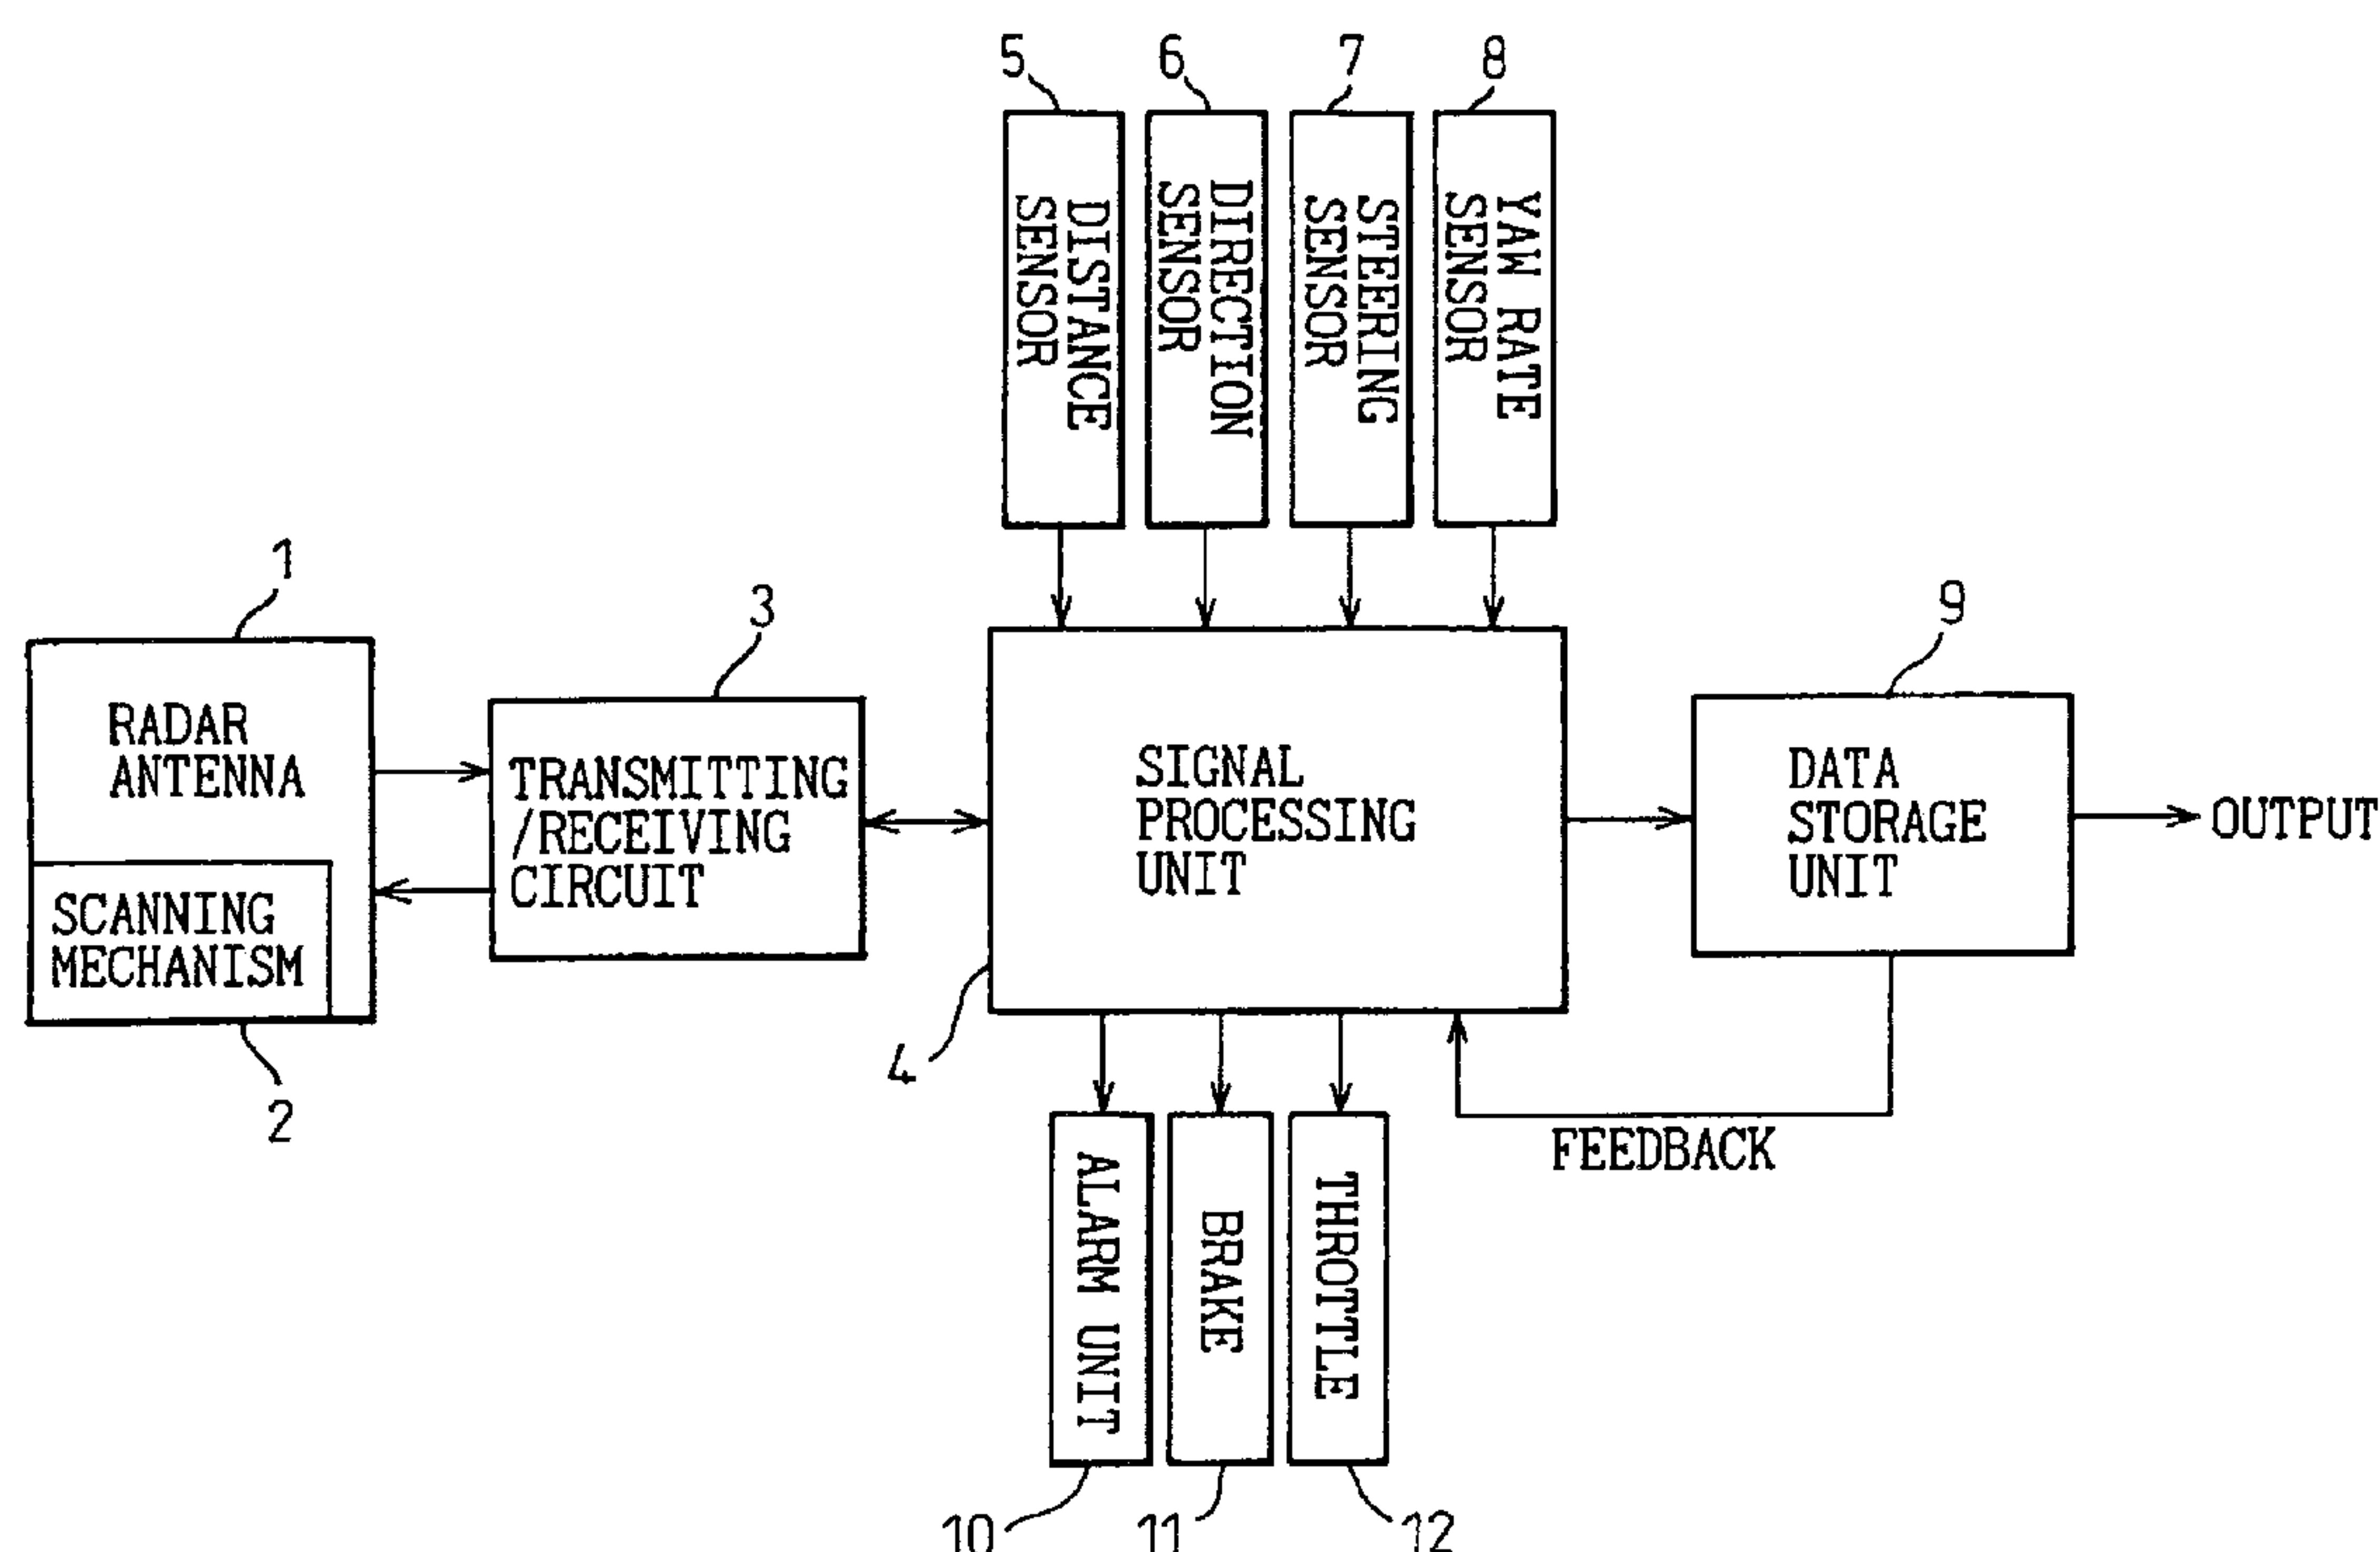 5
6
7
8
DISTANCE
SENSOR
DIRECTION
SENSOR
STEERING
SENSOR
YAW RATE
SENSOR
1
3
9
RADAR
ANTENNA
SCANNING
MECHANISM
2
TRANSMITTING
/RECEIVING
CIRCUIT
SIGNAL
PROCESSING
UNIT
4
DATA
STORAGE
UNIT
OUTPUT
FEEDBACK
ALARM UNIT
BRAKE
THROTTLE
10
11
12